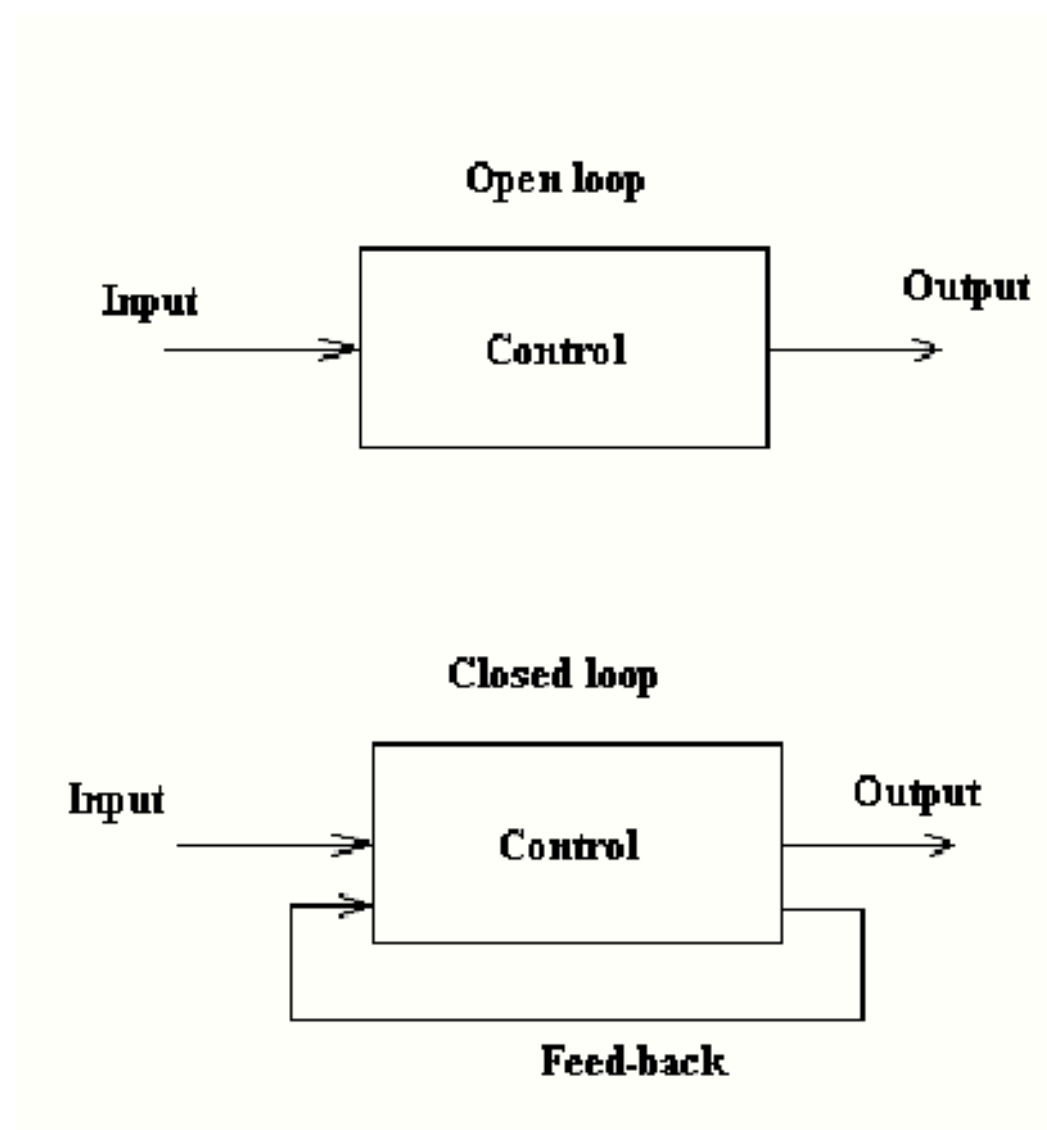 Open loop
Input
Output
Control
Closed loop
Input
Output
Control
Feed-back